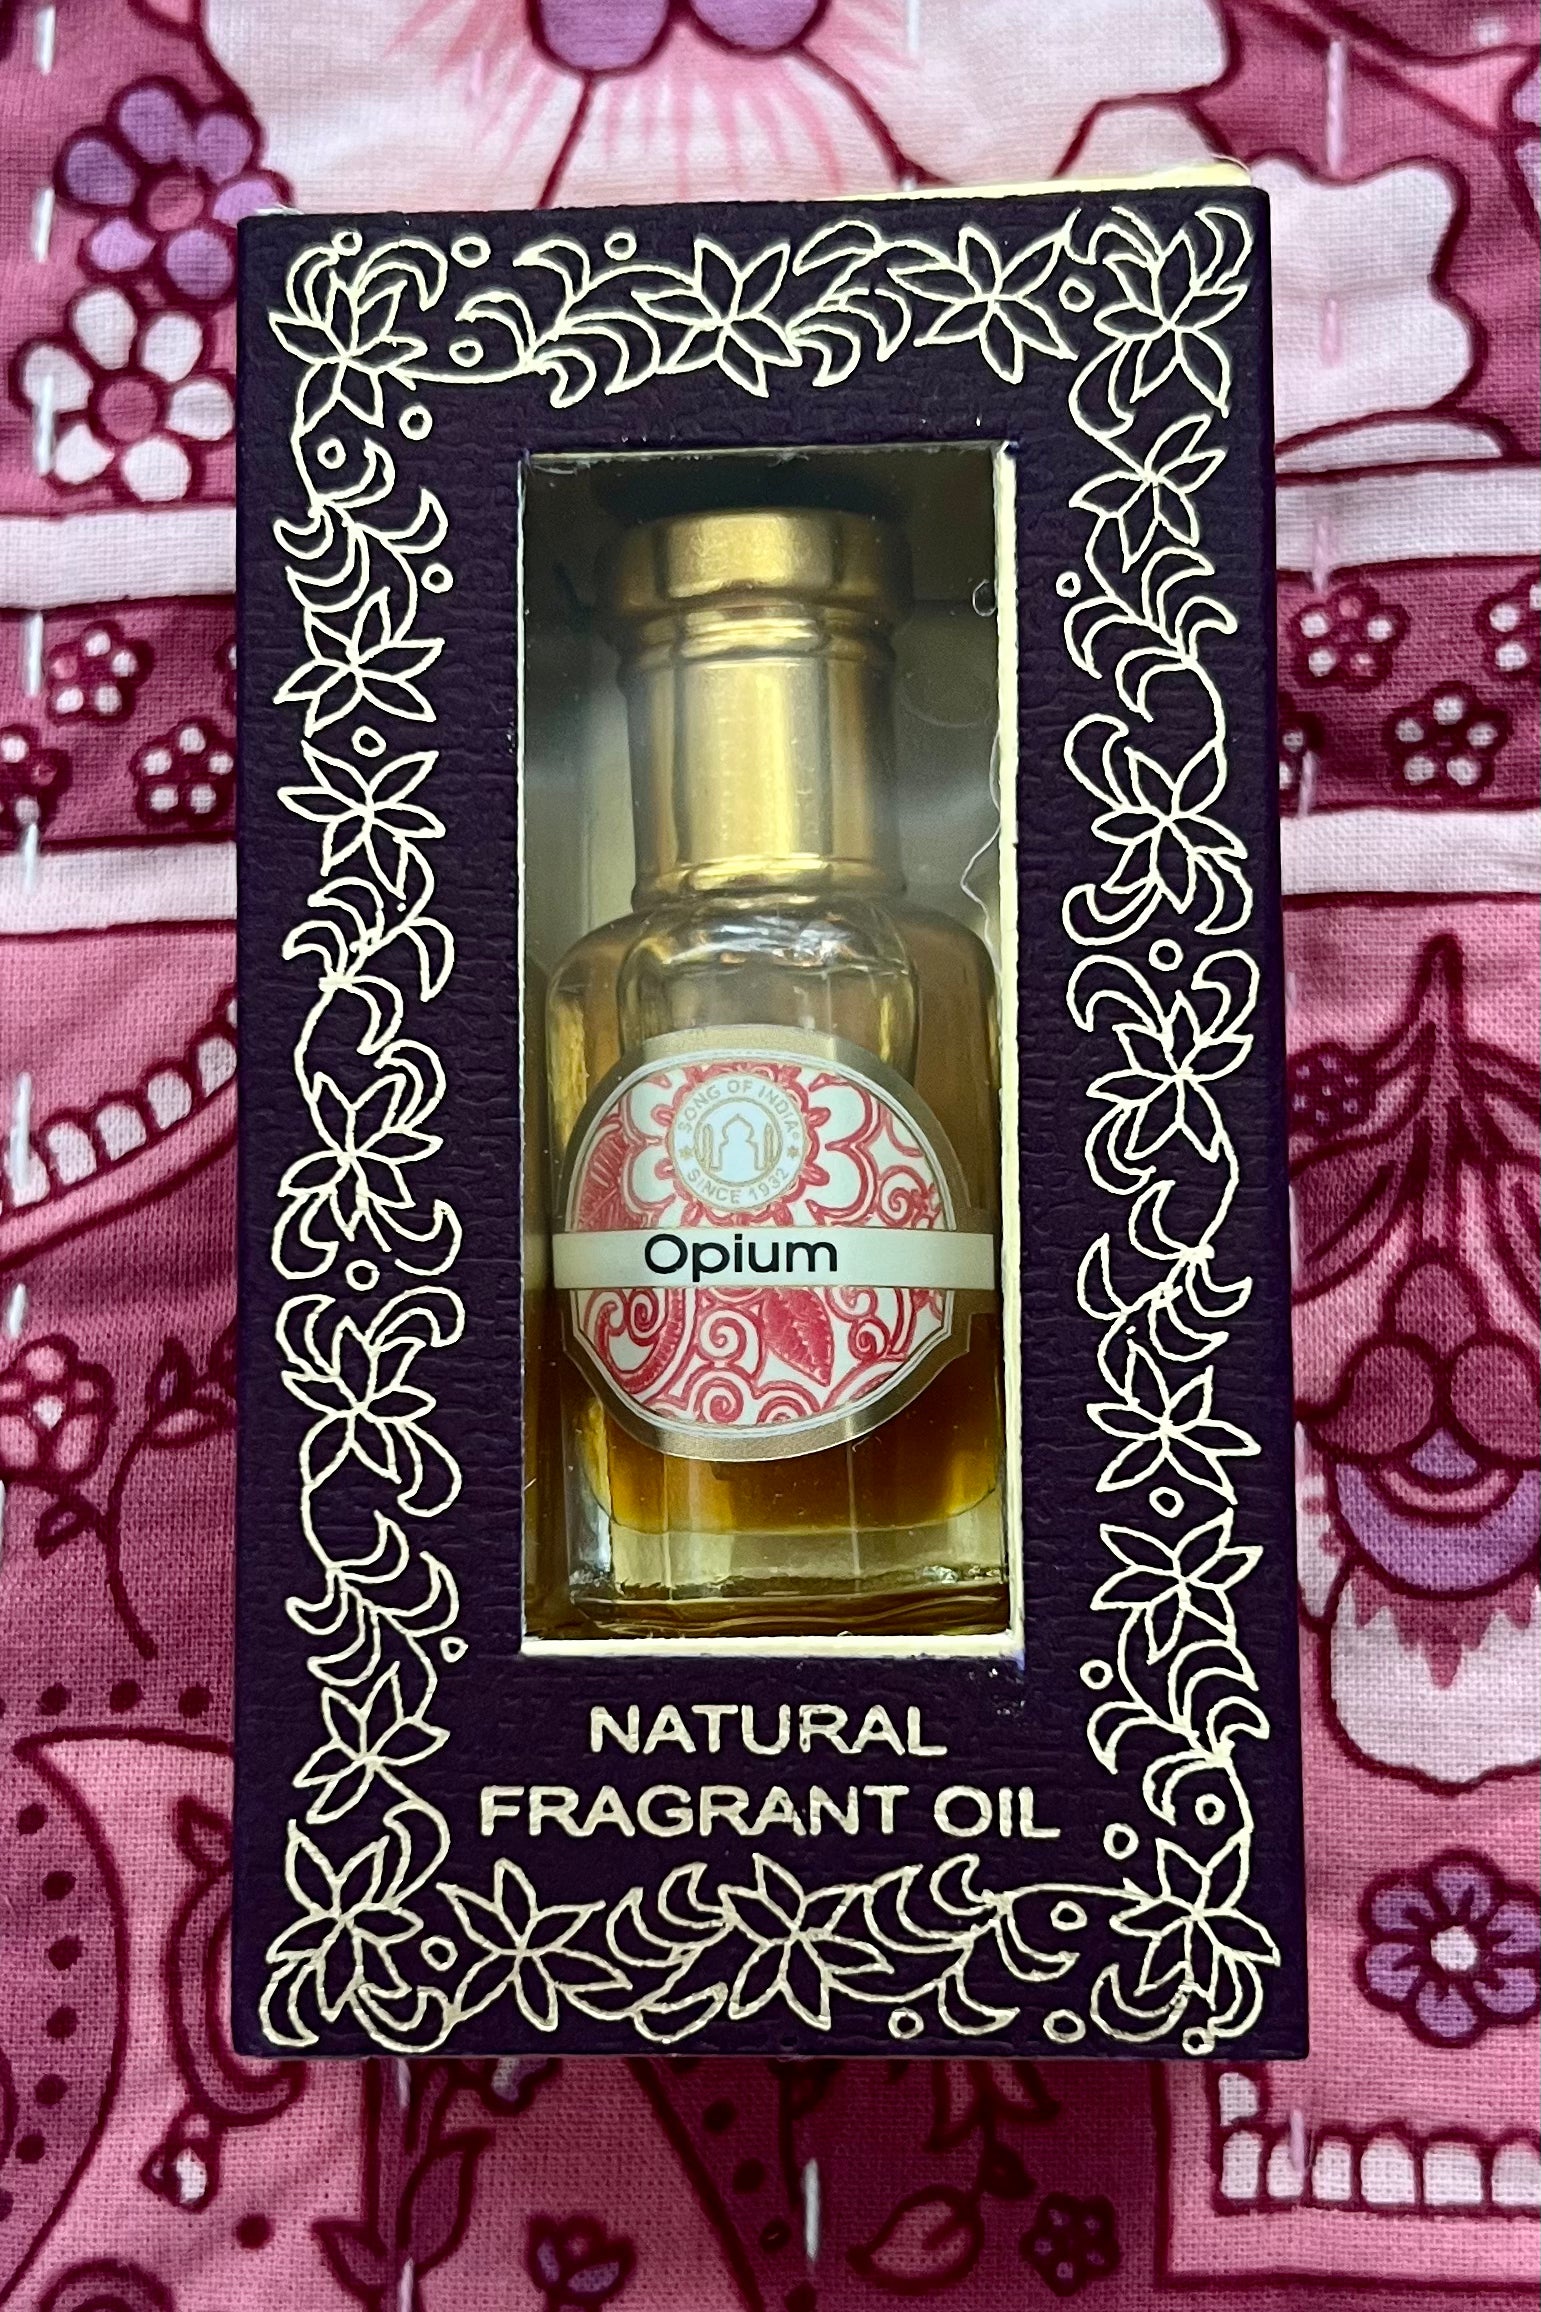 SONG OF INDIA®
SINCE 1932
Opium
NATURAL
FRAGRANT OIL